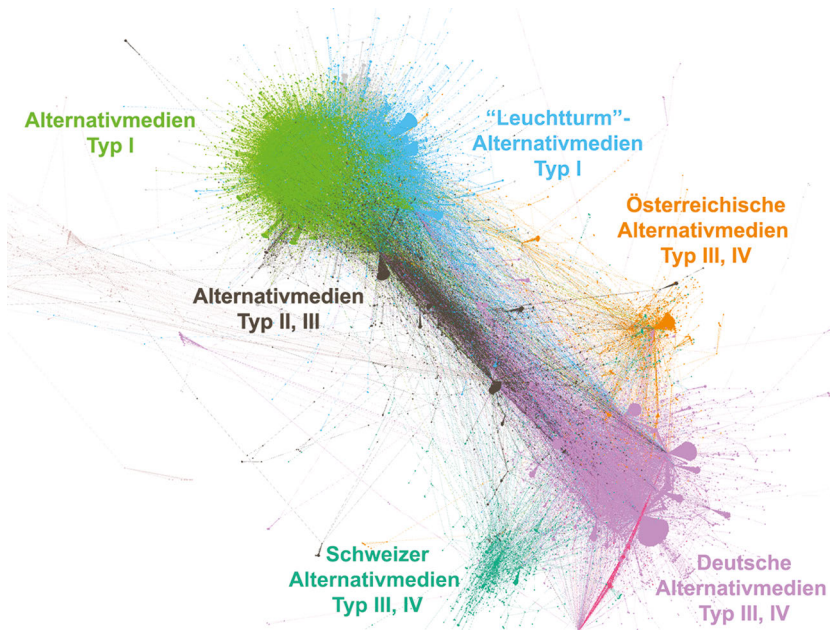 Alternativmedien
Typ I
“Leuchtturm”-
Alternativmedien
Typ I
Österreichische
Alternativmedien
Typ III, IV
Alternativmedien
Typ II, III
Schweizer
Alternativmedien
Typ III, IV
Deutsche
Alternativmedien
Typ III, IV